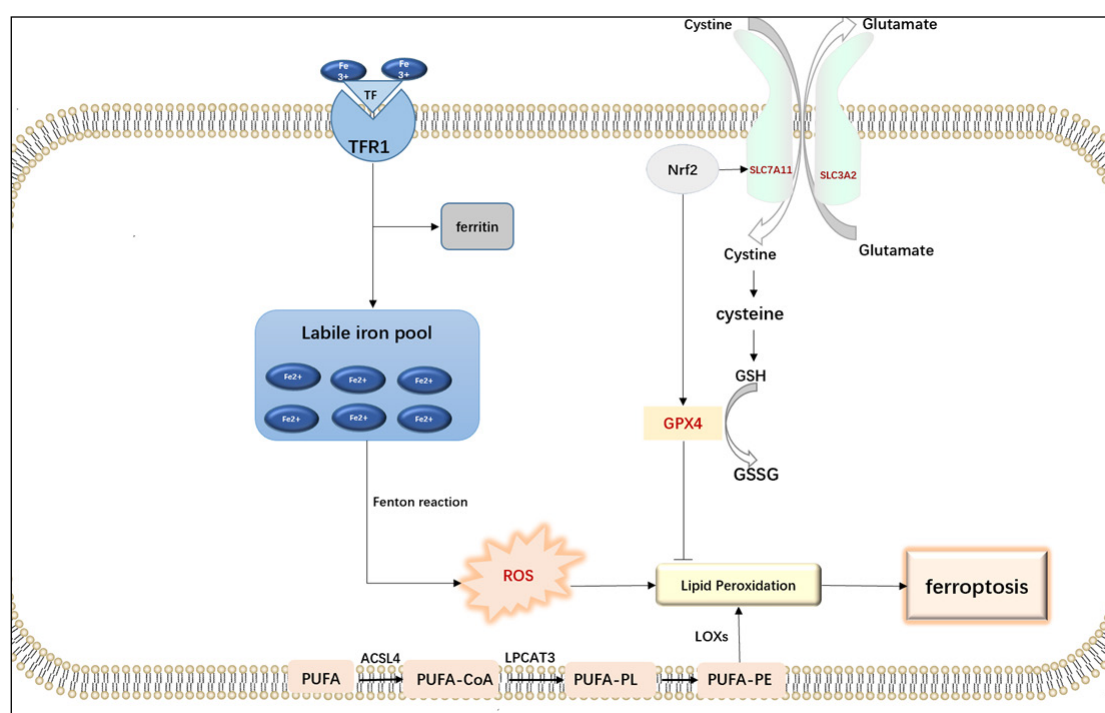 Cystine
Glutamate
Fe
3+
Fe
3+
TF
TFR1
Nrf2
SLC7A11
SLC3A2
ferritin
Cystine
Glutamate
cysteine
Labile iron pool
Fe2+
Fe2+
Fe2+
Fe2+
Fe2+
Fe2+
GSH
GPX4
GSSG
Fenton reaction
ROS
Lipid Peroxidation
ferroptosis
LOXs
ACSL4
LPCAT3
PUFA
PUFA-CoA
PUFA-PL
PUFA-PE